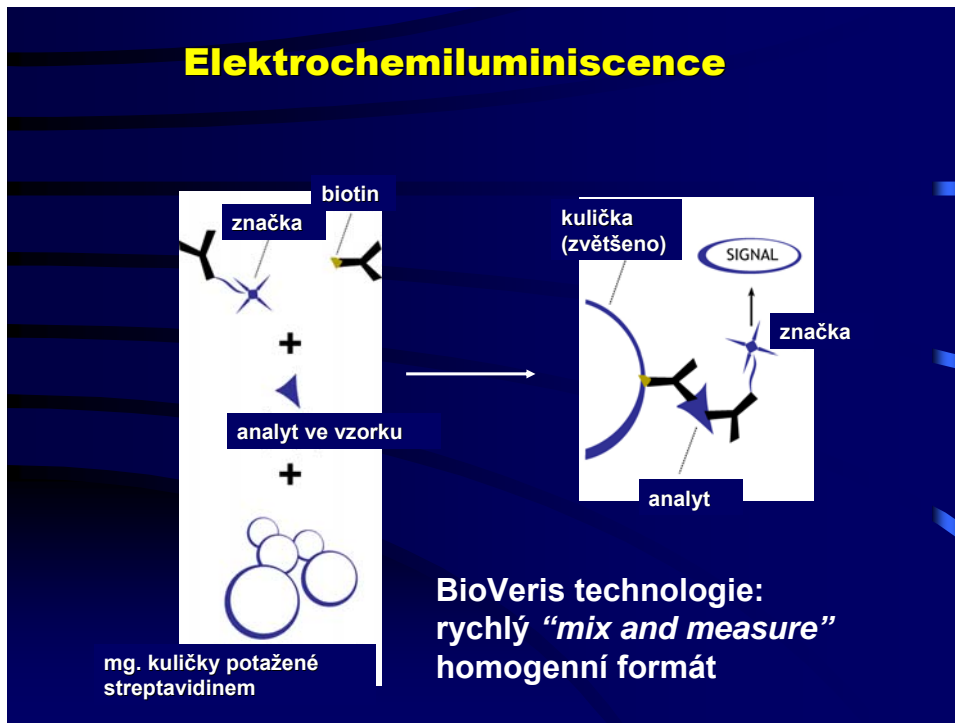 Elektrochemiluminiscence
biotin
značka
analyt ve vzorku
mg. kuličky potažené
streptavidinem
kulička
(zvětšeno)
SIGNAL
značka
analyt
BioVeris technologie:
rychlý “mix and measure”
homogenní formát